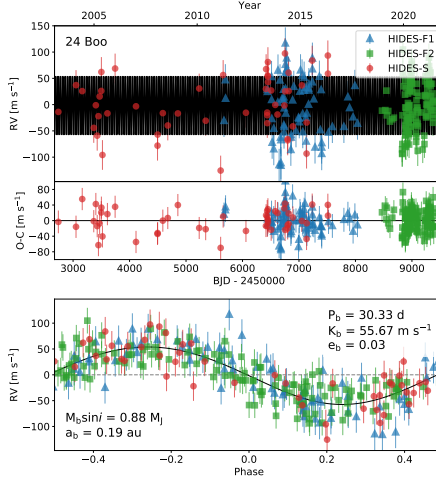 Year
2005 2010 2015 2020
24 Boo
HIDES-F1
HIDES-F2
HIDES-S
RV [m s⁻¹]
150
100
50
0
−50
−100
O-C [m s⁻¹]
80
40
0
−40
−80
3000 4000 5000 6000 7000 8000 9000
BJD - 2450000
RV [m s⁻¹]
100
50
0
−50
−100
P_b = 30.33 d
K_b = 55.67 m s⁻¹
e_b = 0.03
M_b sini = 0.88 M_J
a_b = 0.19 au
−0.4 −0.2 0.0 0.2 0.4
Phase